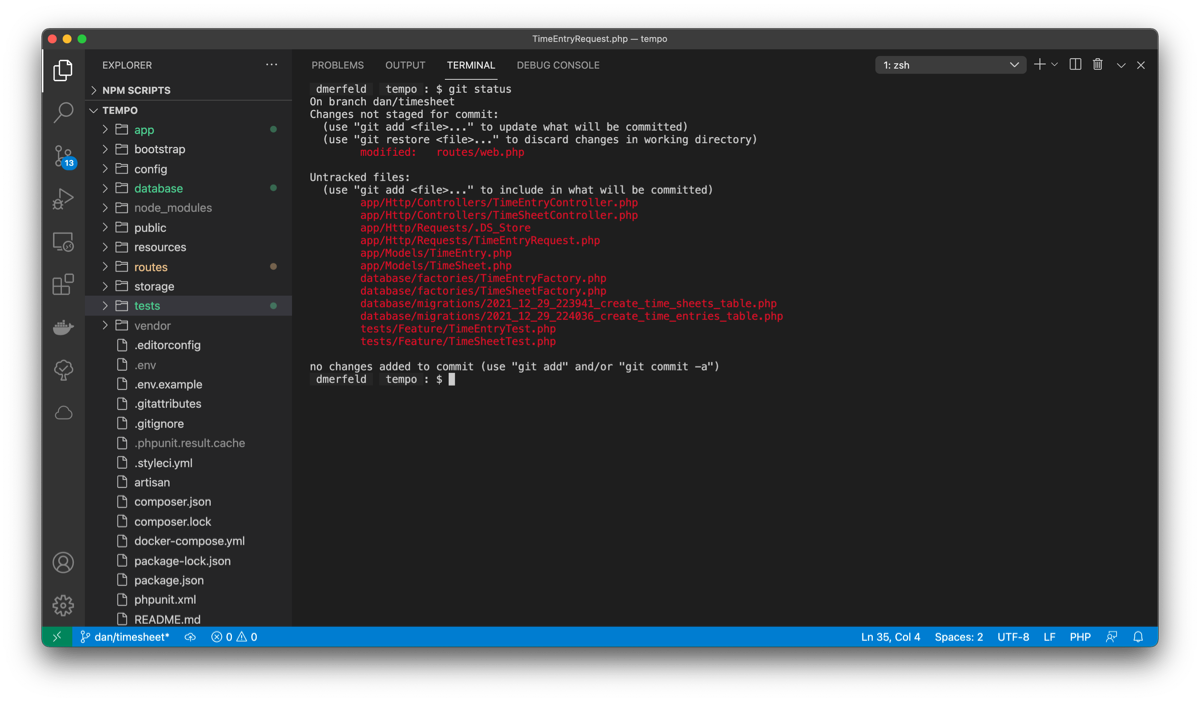 TimeEntryRequest.php — tempo
EXPLORER
NPM SCRIPTS
TEMPO
app
bootstrap
config
database
node_modules
public
resources
routes
storage
tests
vendor
.editorconfig
.env
.env.example
.gitattributes
.gitignore
.phpunit.result.cache
.styleci.yml
artisan
composer.json
composer.lock
docker-compose.yml
package-lock.json
package.json
phpunit.xml
README.md
13
PROBLEMS OUTPUT TERMINAL DEBUG CONSOLE 1: zsh
dmerfeld tempo : $ git status
On branch dan/timesheet
Changes not staged for commit:
(use "git add <file>..." to update what will be committed)
(use "git restore <file>..." to discard changes in working directory)
modified: routes/web.php
Untracked files:
(use "git add <file>..." to include in what will be committed)
app/Http/Controllers/TimeEntryController.php
app/Http/Controllers/TimeSheetController.php
app/Http/Requests/.DS_Store
app/Http/Requests/TimeEntryRequest.php
app/Models/TimeEntry.php
app/Models/TimeSheet.php
database/factories/TimeEntryFactory.php
database/factories/TimeSheetFactory.php
database/migrations/2021_12_29_223941_create_time_sheets_table.php
database/migrations/2021_12_29_224036_create_time_entries_table.php
tests/Feature/TimeEntryTest.php
tests/Feature/TimeSheetTest.php
no changes added to commit (use "git add" and/or "git commit -a")
dmerfeld tempo : $
dan/timesheet* 0 0 Ln 35, Col 4 Spaces: 2 UTF-8 LF PHP